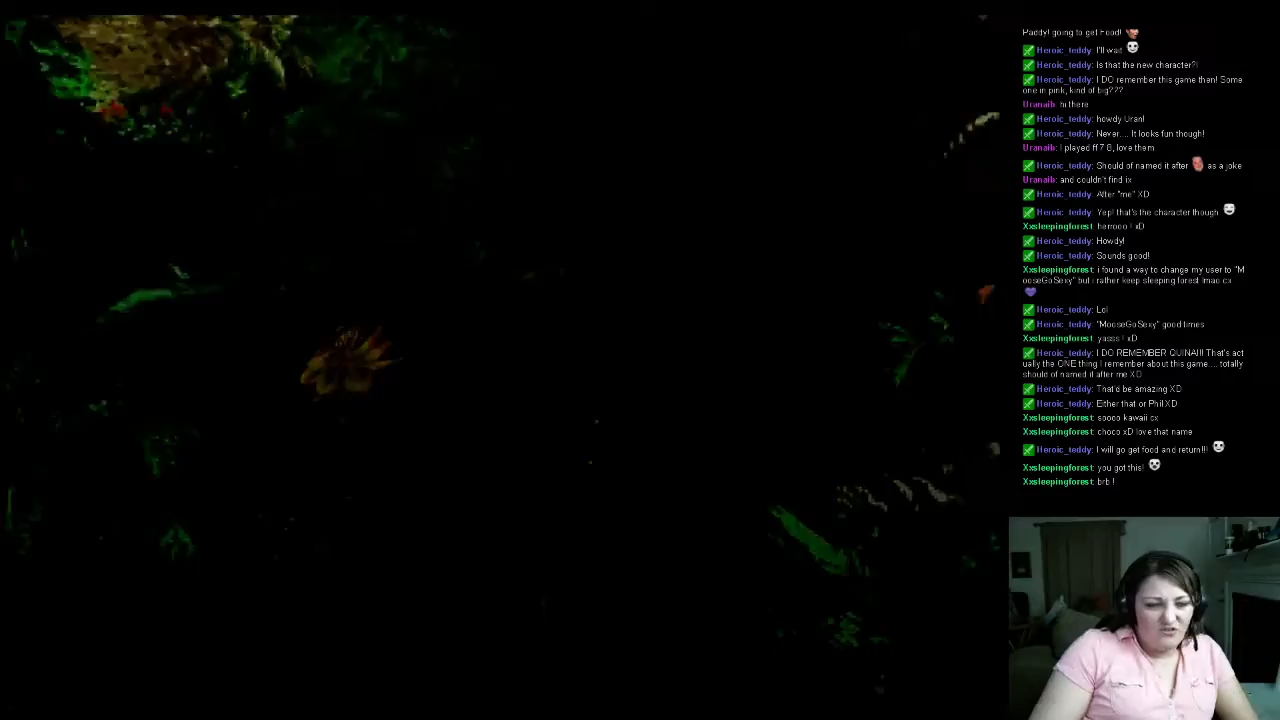 Paddy! going to get Food!
Heroic_teddy: I'll wait
Heroic_teddy: Is that the new character?!
Heroic_teddy: I DO remember this game then! Some
one in pink, kind of big???
Uranaib: hi there
Heroic_teddy: howdy Uran!
Heroic_teddy: Never.... It looks fun though!
Uranaib: I played ff 7 8, love them
Heroic_teddy: Should of named it after as a joke
Uranaib: and couldn't find ix
Heroic_teddy: After "me" XD
Heroic_teddy: Yep! that's the character though
Xxsleepingforest: herrooo ! xD
Heroic_teddy: Howdy!
Heroic_teddy: Sounds good!
Xxsleepingforest: i found a way to change my user to "M
ooseGoSexy" but i rather keep sleeping forest lmao cx
Heroic_teddy: Lol
Heroic_teddy: "MooseGoSexy" good times
Xxsleepingforest: yasss ! xD
Heroic_teddy: I DO REMEMBER QUINA!!! That's act
ually the ONE thing I remember about this game.... totally
should of named it after me XD
Heroic_teddy: That'd be amazing XD
Heroic_teddy: Either that or Phil XD
Xxsleepingforest: soooo kawaii cx
Xxsleepingforest: choco xD love that name
Heroic_teddy: I will go get food and return!!!
Xxsleepingforest: you got this!
Xxsleepingforest: brb !